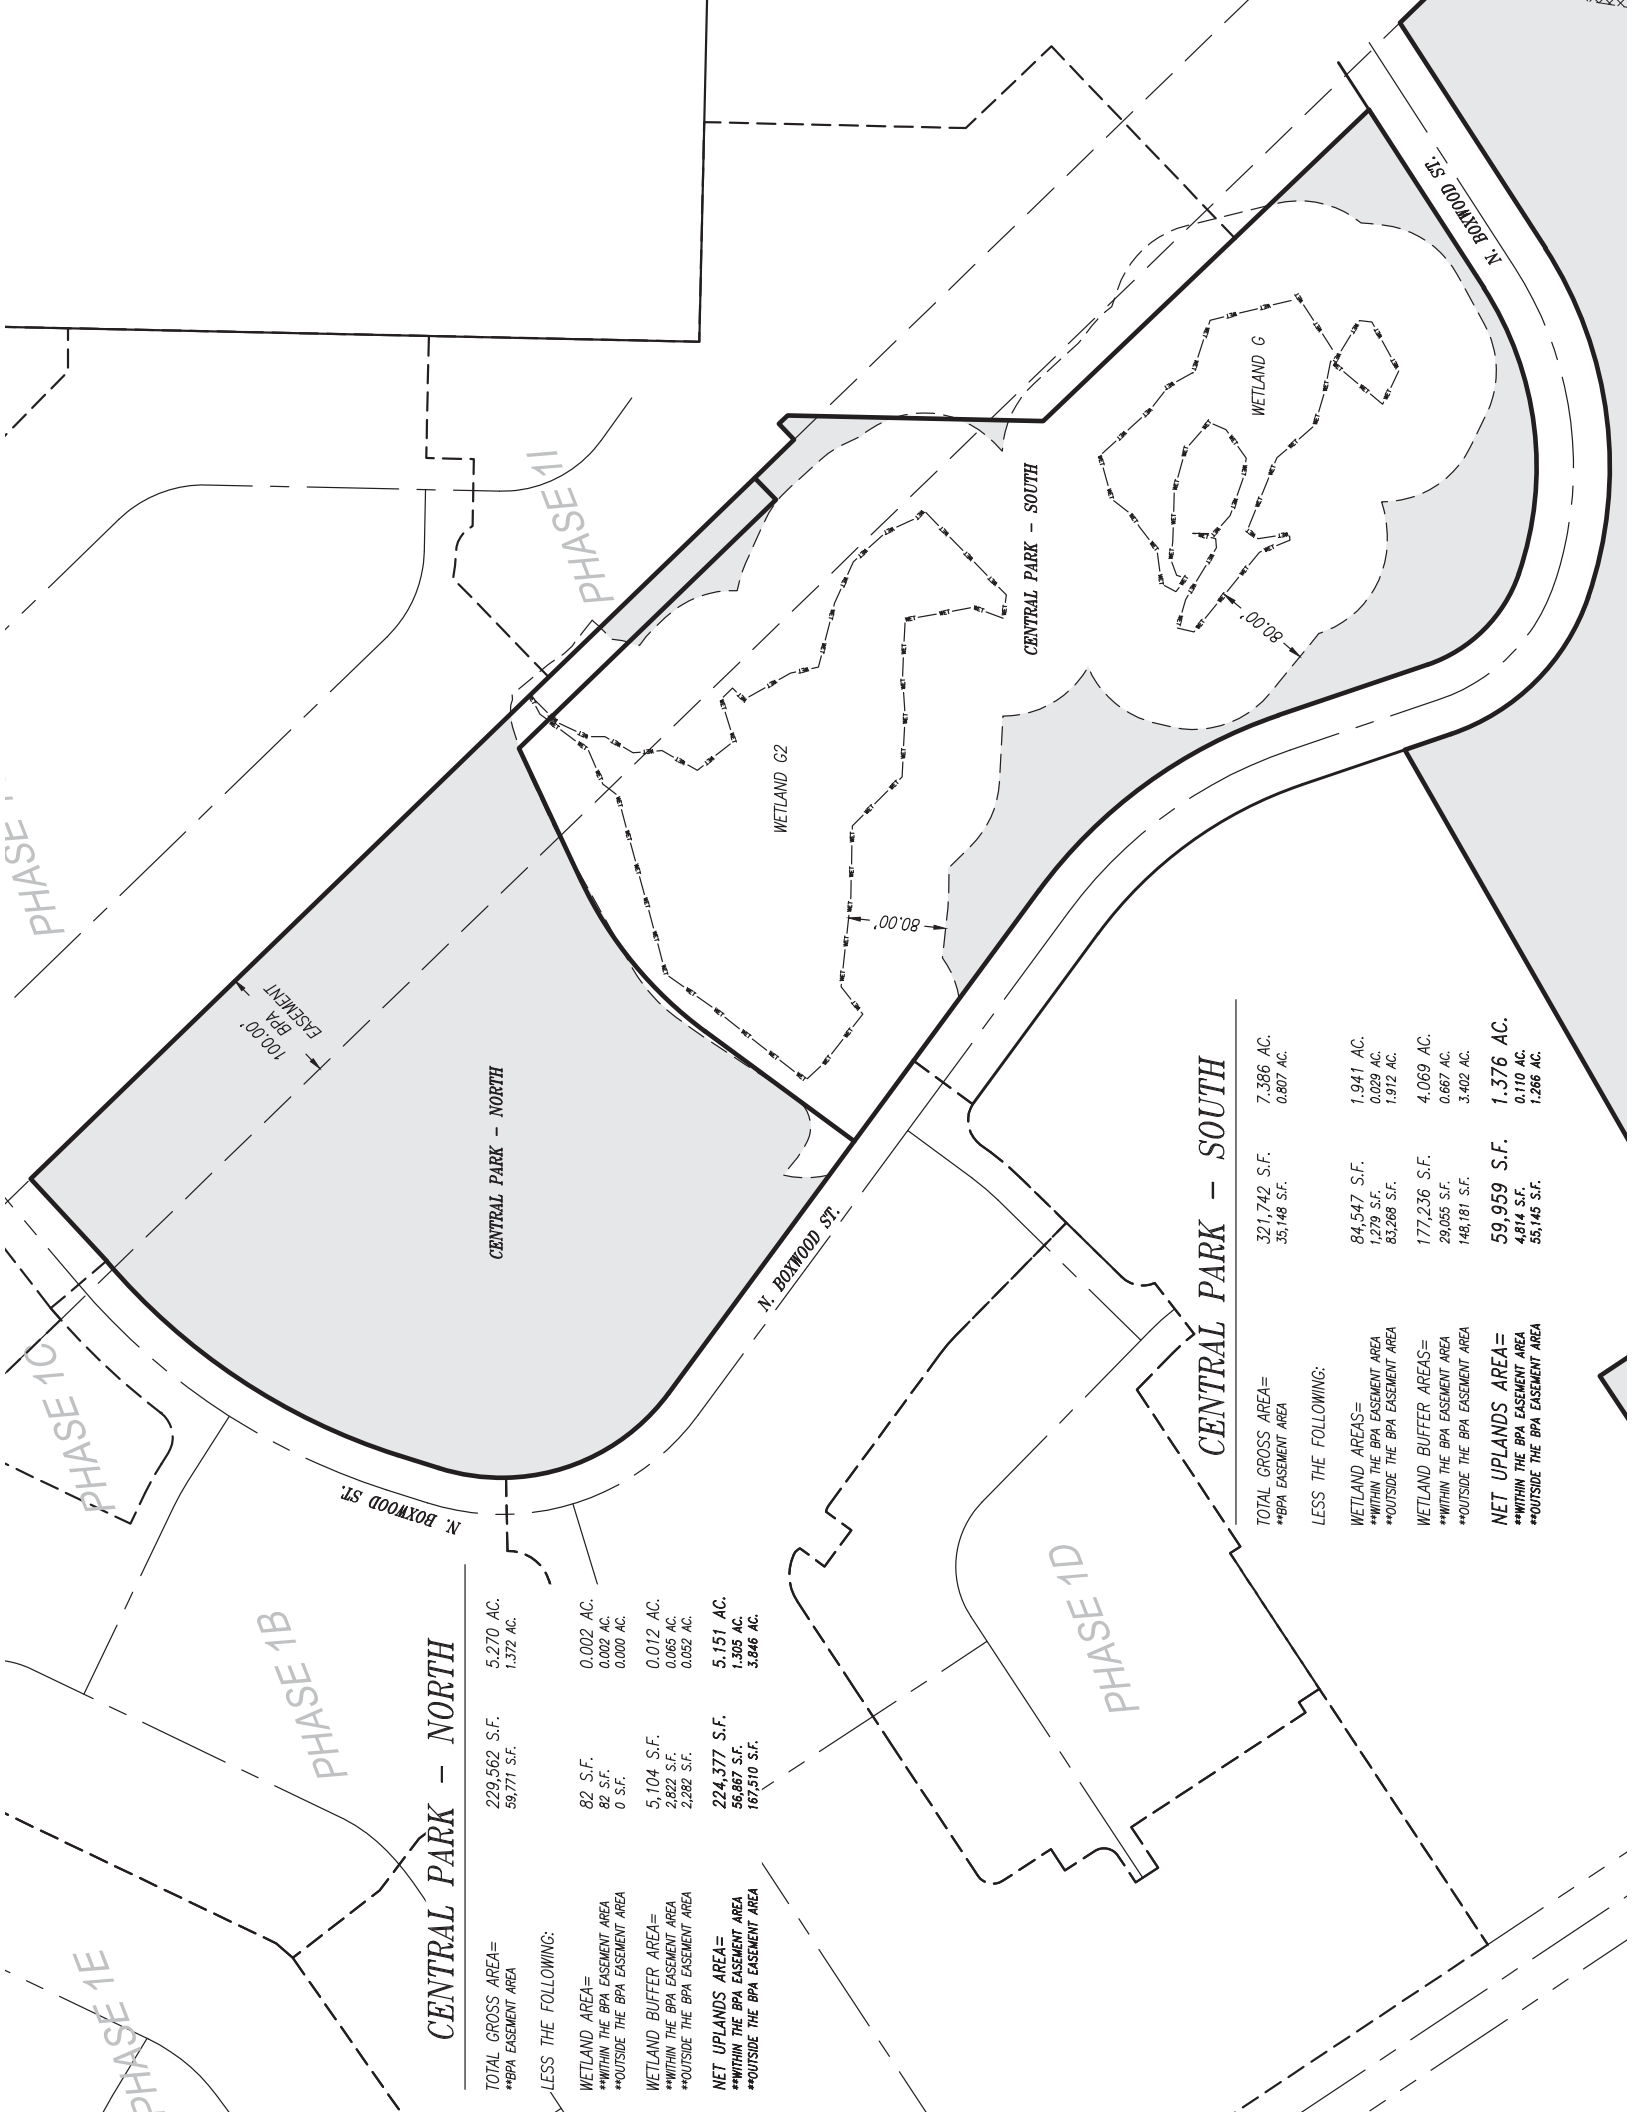 PHASE 1
PHASE 1I
N. BOXWOOD ST.
WETLAND G
CENTRAL PARK - SOUTH
80.00'
WETLAND G2
80.00'
100.00'
BPA
EASEMENT
CENTRAL PARK - NORTH
N. BOXWOOD ST.
PHASE 1C
N. BOXWOOD ST.
PHASE 1B
PHASE 1D
PHASE 1E
CENTRAL PARK - NORTH
TOTAL GROSS AREA= 229,562 S.F. 5.270 AC.
**BPA EASEMENT AREA 59,771 S.F. 1.372 AC.
LESS THE FOLLOWING:
WETLAND AREA= 82 S.F. 0.002 AC.
**WITHIN THE BPA EASEMENT AREA 82 S.F. 0.002 AC.
**OUTSIDE THE BPA EASEMENT AREA 0 S.F. 0.000 AC.
WETLAND BUFFER AREA= 5,104 S.F. 0.012 AC.
**WITHIN THE BPA EASEMENT AREA 2,822 S.F. 0.065 AC.
**OUTSIDE THE BPA EASEMENT AREA 2,282 S.F. 0.052 AC.
NET UPLANDS AREA= 224,377 S.F. 5.151 AC.
**WITHIN THE BPA EASEMENT AREA 56,867 S.F. 1.305 AC.
**OUTSIDE THE BPA EASEMENT AREA 167,510 S.F. 3.846 AC.
CENTRAL PARK - SOUTH
TOTAL GROSS AREA= 321,742 S.F. 7.386 AC.
**BPA EASEMENT AREA 35,148 S.F. 0.807 AC.
LESS THE FOLLOWING:
WETLAND AREAS= 84,547 S.F. 1.941 AC.
**WITHIN THE BPA EASEMENT AREA 1,279 S.F. 0.029 AC.
**OUTSIDE THE BPA EASEMENT AREA 83,268 S.F. 1.912 AC.
WETLAND BUFFER AREAS= 177,236 S.F. 4.069 AC.
**WITHIN THE BPA EASEMENT AREA 29,055 S.F. 0.667 AC.
**OUTSIDE THE BPA EASEMENT AREA 148,181 S.F. 3.402 AC.
NET UPLANDS AREA= 59,959 S.F. 1.376 AC.
**WITHIN THE BPA EASEMENT AREA 4,814 S.F. 0.110 AC.
**OUTSIDE THE BPA EASEMENT AREA 55,145 S.F. 1.266 AC.